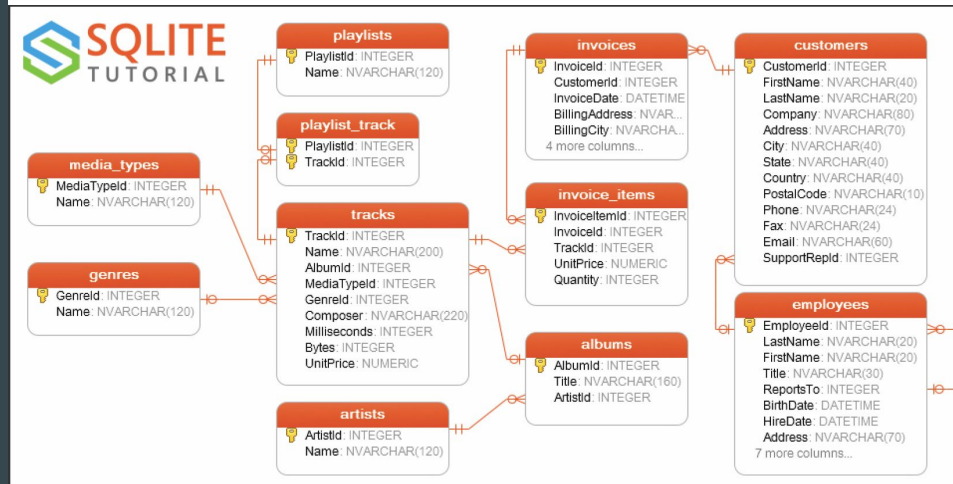 SQLITE
TUTORIAL
playlists
PlaylistId: INTEGER
Name: NVARCHAR(120)
playlist_track
PlaylistId: INTEGER
TrackId: INTEGER
media_types
MediaTypeId: INTEGER
Name: NVARCHAR(120)
genres
GenreId: INTEGER
Name: NVARCHAR(120)
tracks
TrackId: INTEGER
Name: NVARCHAR(200)
AlbumId: INTEGER
MediaTypeId: INTEGER
GenreId: INTEGER
Composer: NVARCHAR(220)
Milliseconds: INTEGER
Bytes: INTEGER
UnitPrice: NUMERIC
artists
ArtistId: INTEGER
Name: NVARCHAR(120)
invoices
InvoiceId: INTEGER
CustomerId: INTEGER
InvoiceDate: DATETIME
BillingAddress: NVAR...
BillingCity: NVARCHA...
4 more columns...
invoice_items
InvoiceItemId: INTEGER
InvoiceId: INTEGER
TrackId: INTEGER
UnitPrice: NUMERIC
Quantity: INTEGER
albums
AlbumId: INTEGER
Title: NVARCHAR(160)
ArtistId: INTEGER
customers
CustomerId: INTEGER
FirstName: NVARCHAR(40)
LastName: NVARCHAR(20)
Company: NVARCHAR(80)
Address: NVARCHAR(70)
City: NVARCHAR(40)
State: NVARCHAR(40)
Country: NVARCHAR(40)
PostalCode: NVARCHAR(10)
Phone: NVARCHAR(24)
Fax: NVARCHAR(24)
Email: NVARCHAR(60)
SupportRepId: INTEGER
employees
EmployeeId: INTEGER
LastName: NVARCHAR(20)
FirstName: NVARCHAR(20)
Title: NVARCHAR(30)
ReportsTo: INTEGER
BirthDate: DATETIME
HireDate: DATETIME
Address: NVARCHAR(70)
7 more columns...